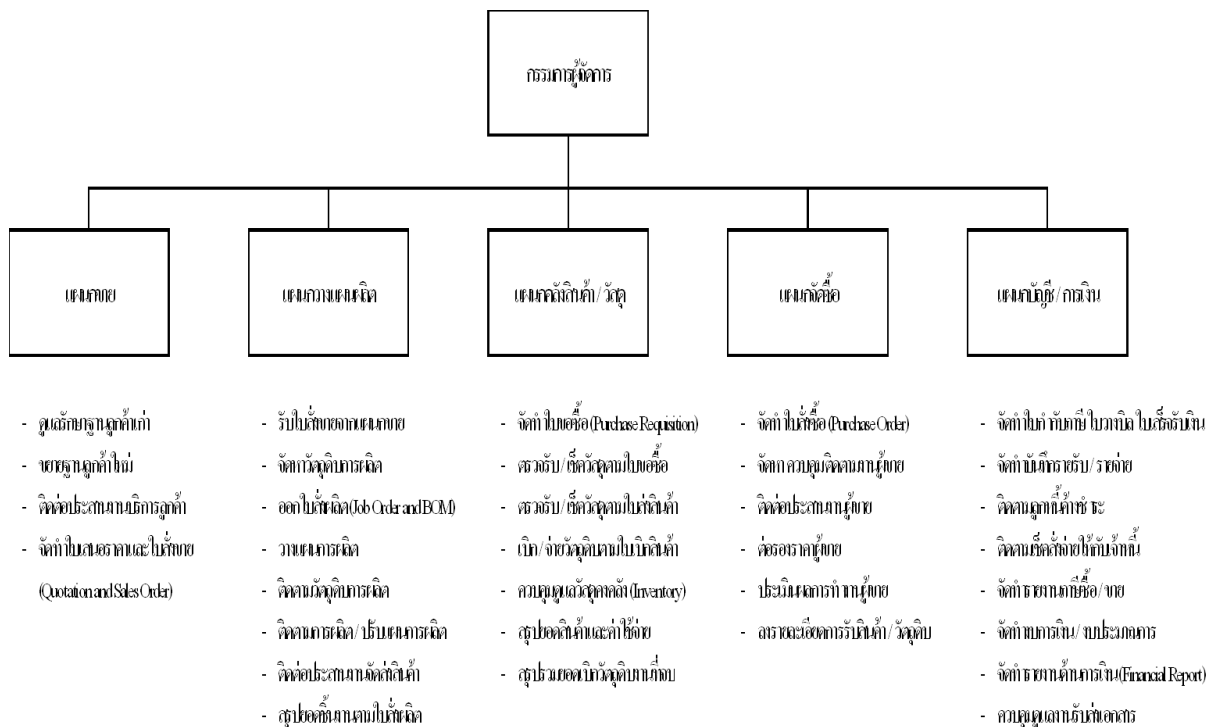 กรรมการผู้จัดการ
แผนกขาย
แผนกวางแผนผลิต
แผนกคลังสินค้า / วัสดุ
แผนกจัดซื้อ
แผนกบัญชี / การเงิน
- ดูแลรักษาฐานลูกค้าเก่า
- ขยายฐานลูกค้าใหม่
- ติดต่อประสานงานบริการลูกค้า
- จัดทำใบเสนอราคาและใบสั่งขาย
(Quotation and Sales Order)
- รับใบสั่งขายจากแผนกขาย
- จัดหาวัตถุดิบการผลิต
- ออกใบสั่งผลิต (Job Order and BOM)
- วางแผนการผลิต
- ติดตามวัตถุดิบการผลิต
- ติดตามการผลิต / ปรับแผนการผลิต
- ติดต่อประสานงานจัดส่งสินค้า
- สรุปยอดชิ้นงานตามใบสั่งผลิต
- จัดทำใบขอซื้อ (Purchase Requisition)
- ตรวจรับ / เช็ควัสดุตามใบขอซื้อ
- ตรวจรับ / เช็ควัสดุตามใบส่งสินค้า
- เบิก / จ่ายวัตถุดิบตามใบเบิกสินค้า
- ควบคุมดูแลวัสดุคงคลัง (Inventory)
- สรุปยอดสินค้าและค่าใช้จ่าย
- สรุปรวมยอดเบิกวัตถุดิบงานที่จบ
- จัดทำใบสั่งซื้อ (Purchase Order)
- จัดหา ควบคุมติดตามงานผู้ขาย
- ติดต่อประสานงานผู้ขาย
- ต่อรองราคาผู้ขาย
- ประเมินผลการทำงานผู้ขาย
- ลงรายละเอียดการรับสินค้า / วัตถุดิบ
- จัดทำใบกำกับภาษี ใบวางบิล ใบเสร็จรับเงิน
- จัดทำบันทึกรายรับ / รายจ่าย
- ติดตามลูกหนี้ค้างชำระ
- ติดตามเช็คสั่งจ่ายให้กับเจ้าหนี้
- จัดทำรายงานภาษีซื้อ / ขาย
- จัดทำงบการเงิน / งบประมาณการ
- จัดทำรายงานด้านการเงิน (Financial Report)
- ควบคุมดูแลงานรับส่งเอกสาร